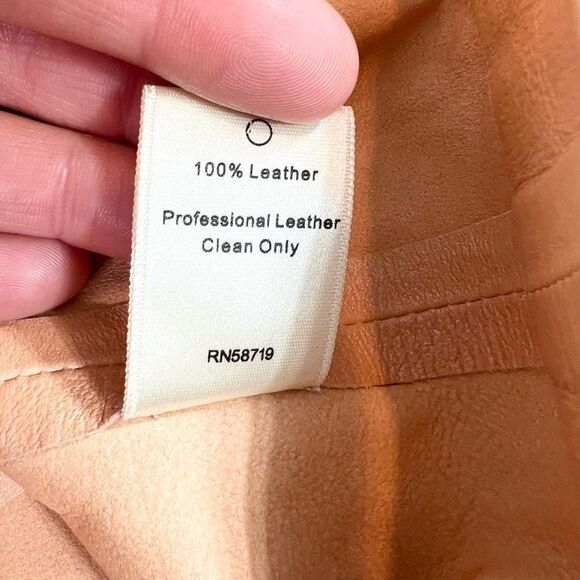 100% Leather
Professional Leather
Clean Only
RN58719